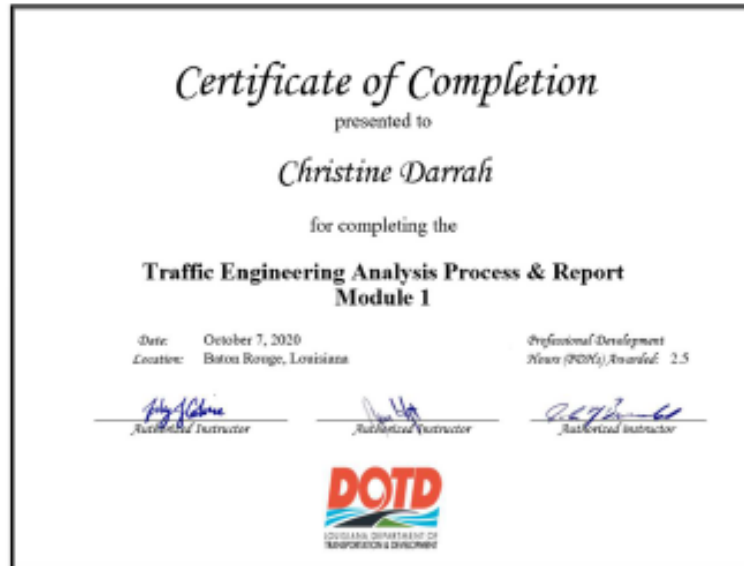 Certificate of Completion
presented to
Christine Darrah
for completing the
Traffic Engineering Analysis Process & Report
Module 1
Date: October 7, 2020
Location: Baton Rouge, Louisiana
Professional Development
Hours (PDHs) Awarded: 2.5
Authorized Instructor
Authorized Instructor
Authorized Instructor
DOTD
LOUISIANA DEPARTMENT OF
TRANSPORTATION & DEVELOPMENT